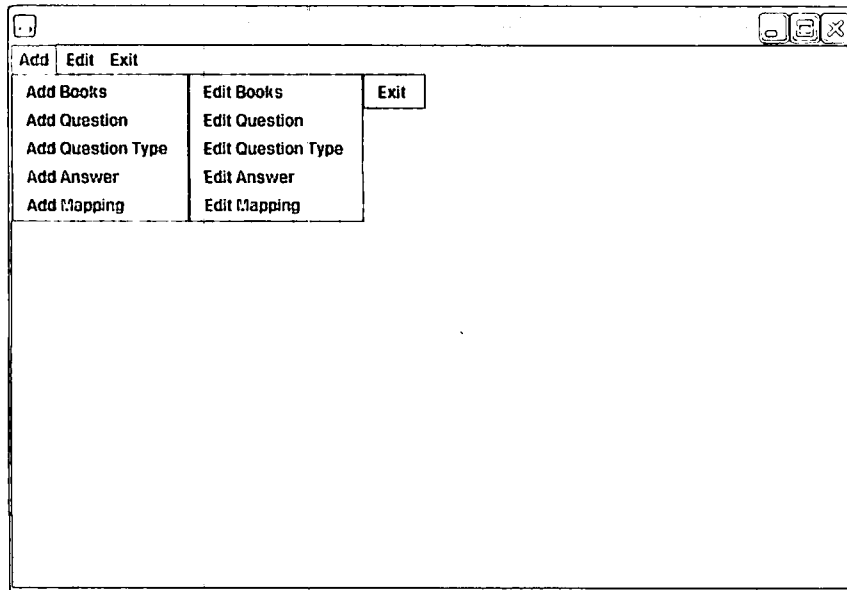 Add Edit Exit
Add Books Edit Books Exit
Add Question Edit Question
Add Question Type Edit Question Type
Add Answer Edit Answer
Add Mapping Edit Mapping